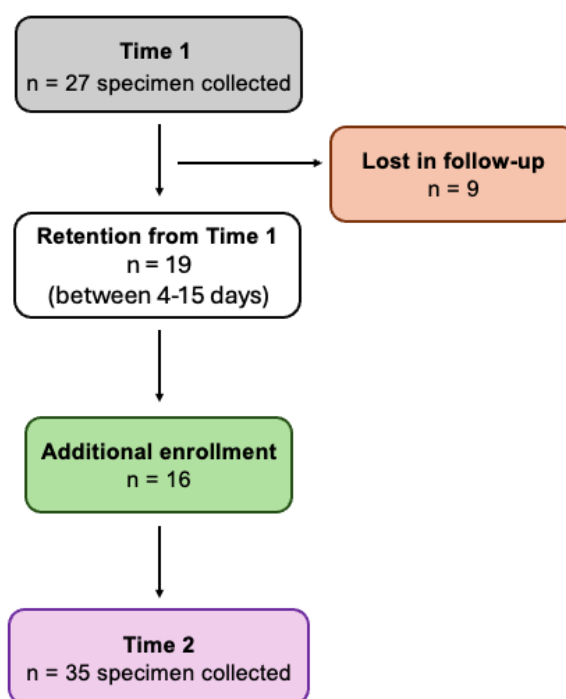 Time 1
n = 27 specimen collected
Lost in follow-up
n = 9
Retention from Time 1
n = 19
(between 4-15 days)
Additional enrollment
n = 16
Time 2
n = 35 specimen collected